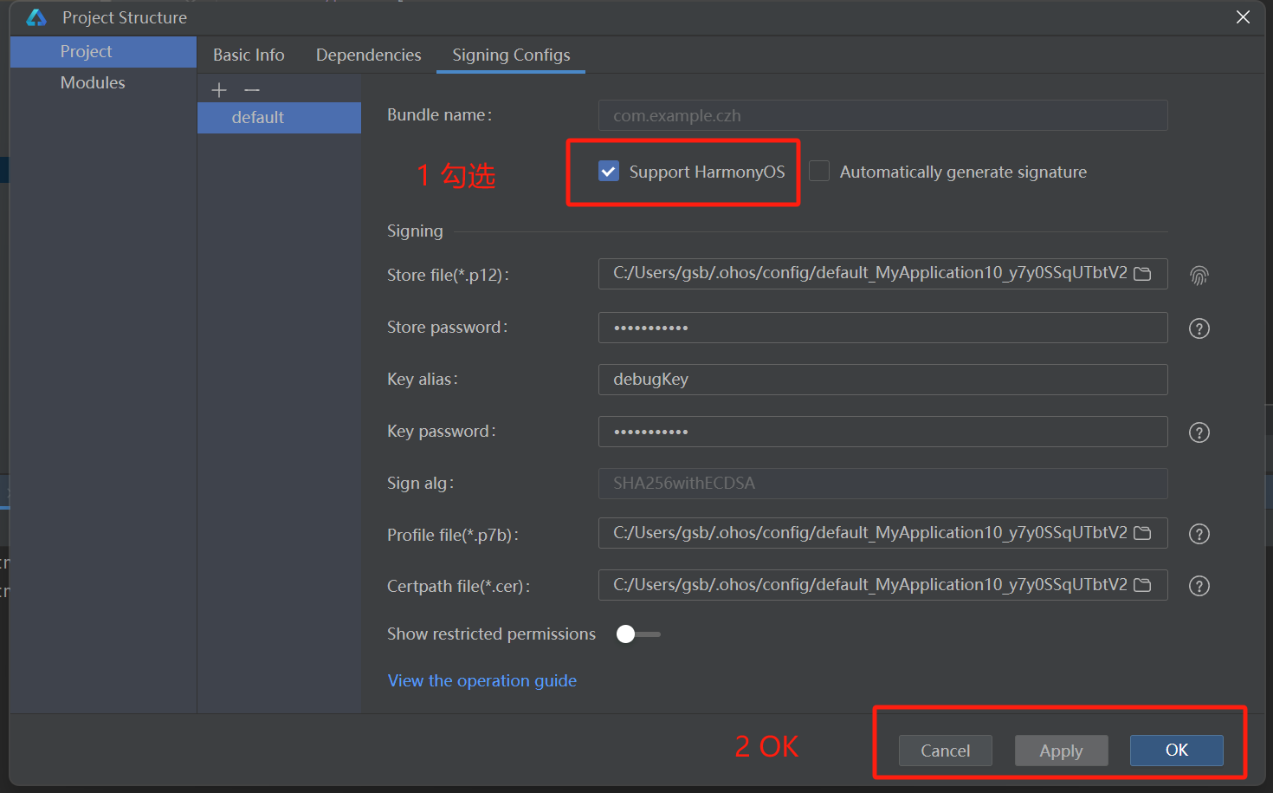 Project Structure
Project
Modules
Basic Info
Dependencies
Signing Configs
default
Bundle name:
com.example.czh
1 勾选
Support HarmonyOS
Automatically generate signature
Signing
Store file(*.p12):
C:/Users/gsb/.ohos/config/default_MyApplication10_y7y0SSqUTbtV2
Store password:
•••••••••••
Key alias:
debugKey
Key password:
•••••••••••
Sign alg:
SHA256withECDSA
Profile file(*.p7b):
C:/Users/gsb/.ohos/config/default_MyApplication10_y7y0SSqUTbtV2
Certpath file(*.cer):
C:/Users/gsb/.ohos/config/default_MyApplication10_y7y0SSqUTbtV2
Show restricted permissions
View the operation guide
2 OK
Cancel
Apply
OK